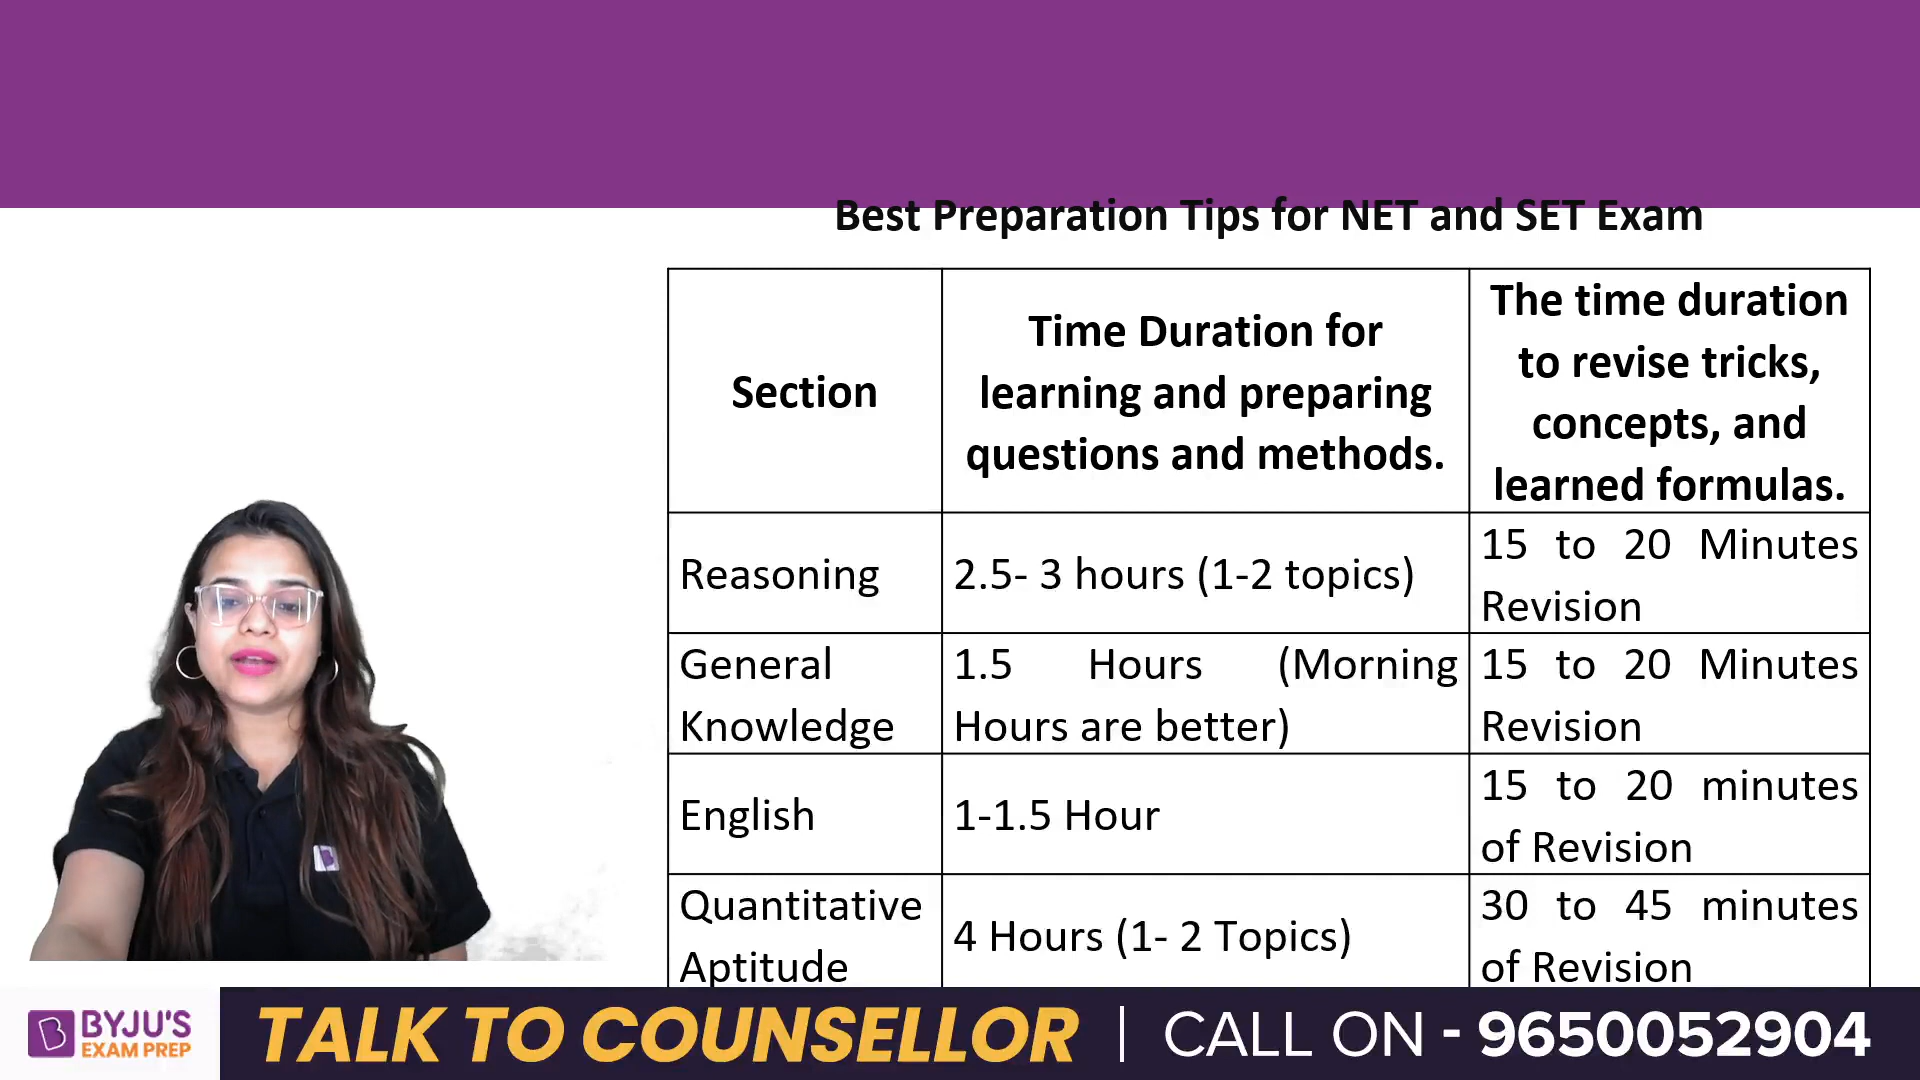 Best Preparation Tips for NET and SET Exam
Section
Time Duration for
learning and preparing
questions and methods.
The time duration
to revise tricks,
concepts, and
learned formulas.
Reasoning
2.5- 3 hours (1-2 topics)
15 to 20 Minutes
Revision
General
Knowledge
1.5 Hours (Morning
Hours are better)
15 to 20 Minutes
Revision
English
1-1.5 Hour
15 to 20 minutes
of Revision
Quantitative
Aptitude
4 Hours (1- 2 Topics)
30 to 45 minutes
of Revision
BYJU'S
EXAM PREP
TALK TO COUNSELLOR | CALL ON - 9650052904